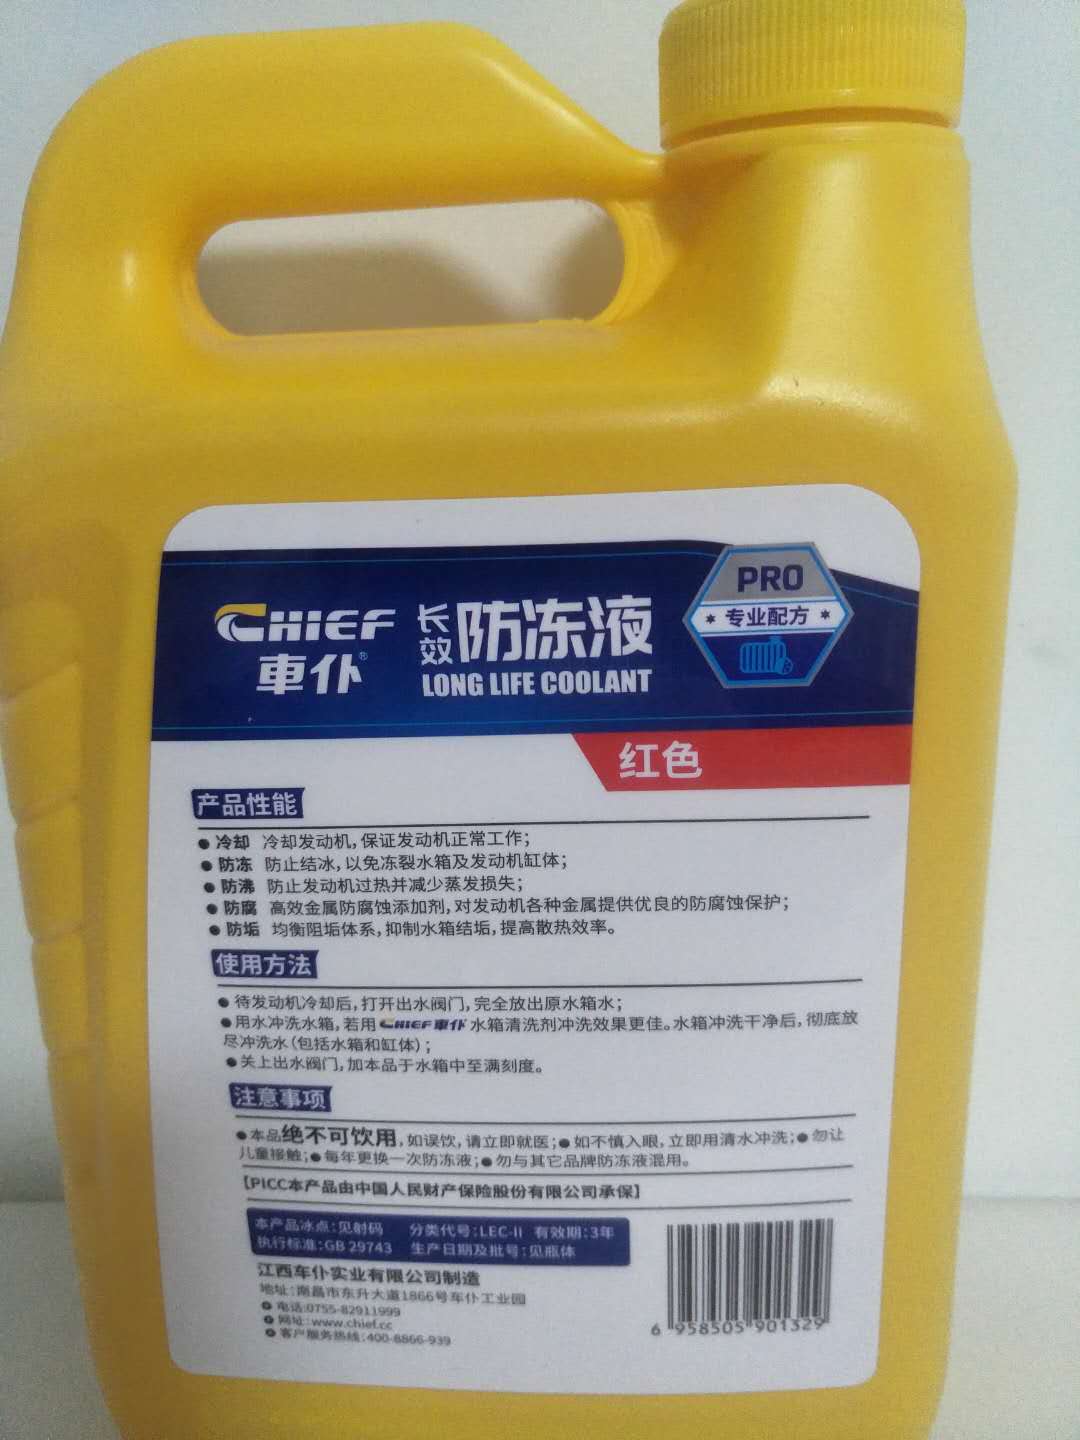 CHIEF
車仆®
长效防冻液
LONG LIFE COOLANT
PRO
*专业配方*
红色
产品性能
●冷却 冷却发动机，保证发动机正常工作；
●防冻 防止结冰，以免冻裂水箱及发动机缸体；
●防沸 防止发动机过热并减少蒸发损失；
●防腐 高效金属防腐蚀添加剂，对发动机各种金属提供优良的防腐蚀保护；
●防垢 均衡阻垢体系，抑制水箱结垢，提高散热效率。
使用方法
●待发动机冷却后，打开出水阀门，完全放出原水箱水；
●用水冲洗水箱，若用CHIEF車仆水箱清洗剂冲洗效果更佳。水箱冲洗干净后，彻底放
尽冲洗水（包括水箱和缸体）；
●关上出水阀门，加本品于水箱中至满刻度。
注意事项
●本品绝不可饮用，如误饮，请立即就医；●如不慎入眼，立即用清水冲洗；●勿让
儿童接触；●每年更换一次防冻液；●勿与其它品牌防冻液混用。
【PICC本产品由中国人民财产保险股份有限公司承保】
本产品冰点：见射码 分类代号：LEC-II 有效期：3年
执行标准：GB 29743 生产日期及批号：见瓶体
江西车仆实业有限公司制造
地址：南昌市东升大道1866号车仆工业园
电话：0755-82911999
网址：www.chief.cc
客户服务热线：400-8866-939
6 958505 901329